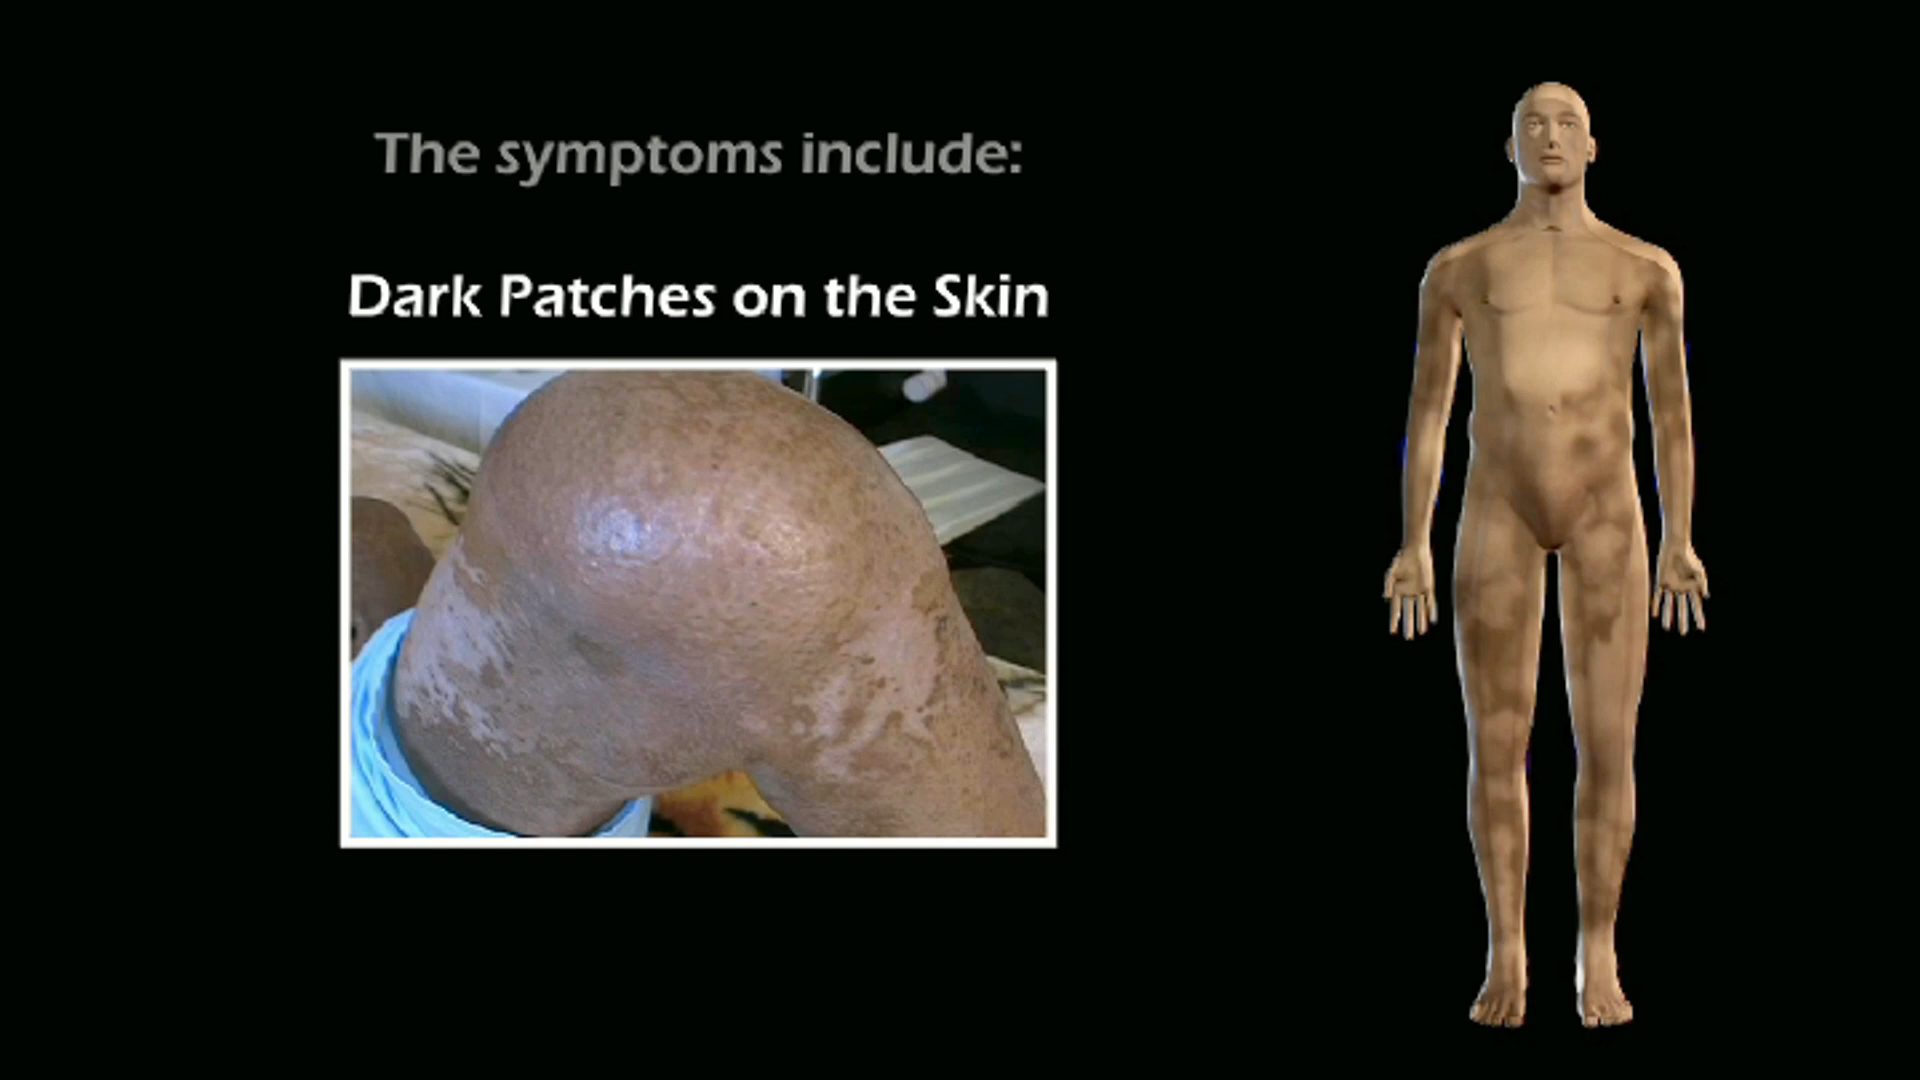 The symptoms include:
Dark Patches on the Skin